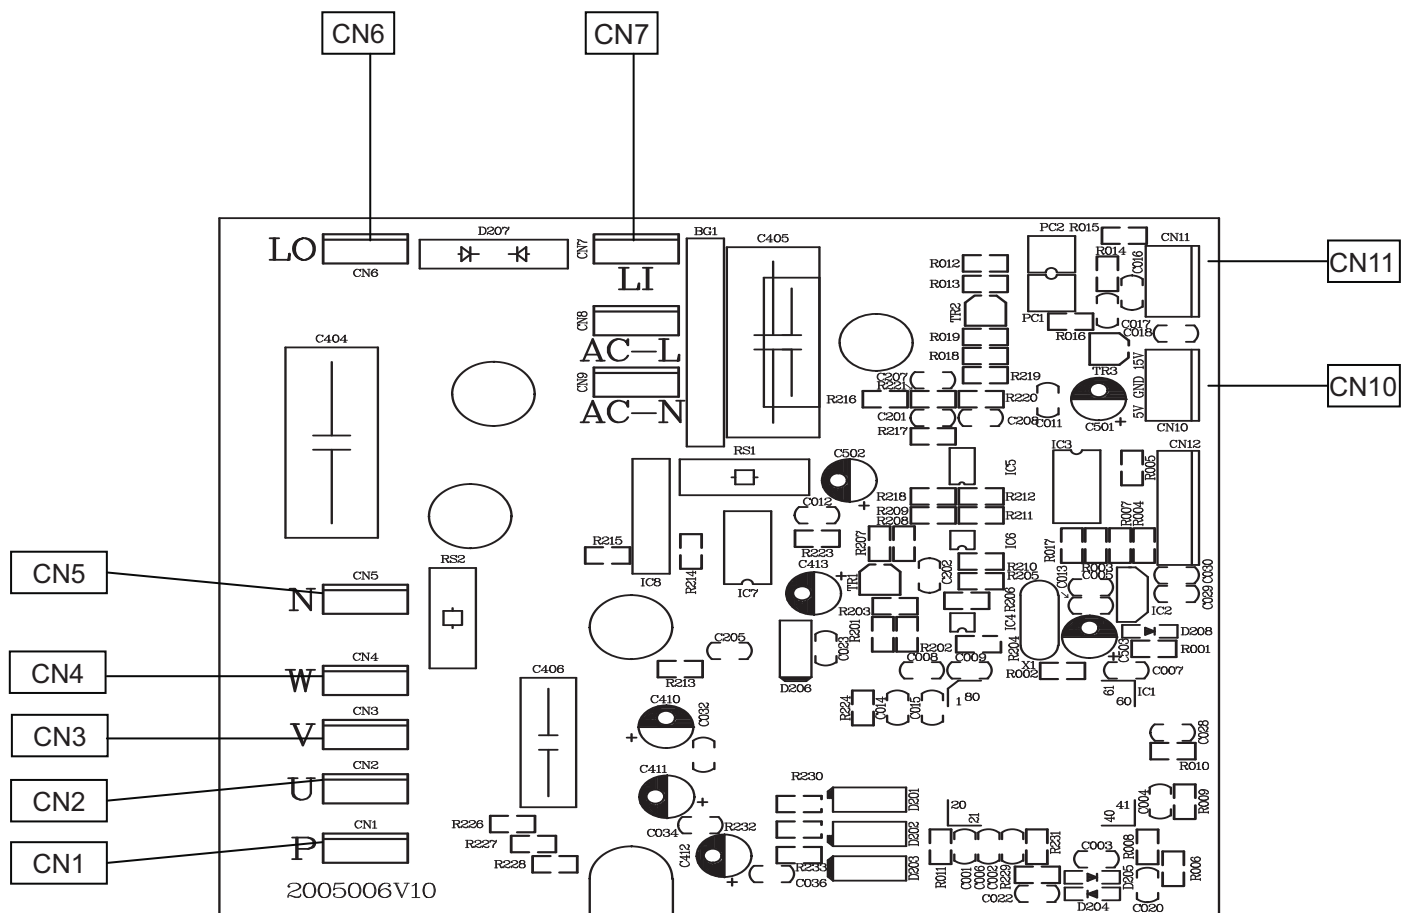 CN6
CN7
LO
CN6
D207
CN7
LI
BG1
C405
PC2
R015
CN11
R014
C016
CN11
R012
R013
TR2
PC1
R016
C017
C018
CN8
AC-L
R019
R018
TR3
15V
GND
5V
CN10
CN9
AC-N
C404
C207
R221
R219
R216
R220
C201
C208
C011
C501
CN10
R217
RS1
C502
IC5
IC3
CN12
R005
R218
R212
C012
R209
R211
R208
R007
R004
R215
R223
R207
IC6
R017
RS2
IC8
R214
IC7
C413
TR1
C202
R210
R205
R003
C013
C005
C030
C029
CN5
CN5
N
R203
R206
IC2
R201
IC4
D208
C205
C023
R202
R204
C503
R001
CN4
CN4
W
R213
D206
C008
C009
X1
R002
C007
C406
C410
C032
R224
C014
C015
1
80
61
60
IC1
CN3
CN3
V
C028
R010
CN2
CN2
U
C411
R230
D201
20
21
41
40
C004
R009
R226
C034
R232
D202
R231
R008
CN1
CN1
P
R227
R228
C412
R233
D203
C003
R006
C036
R011
C001
C006
C002
R229
D205
C022
D204
C020
2005006V10